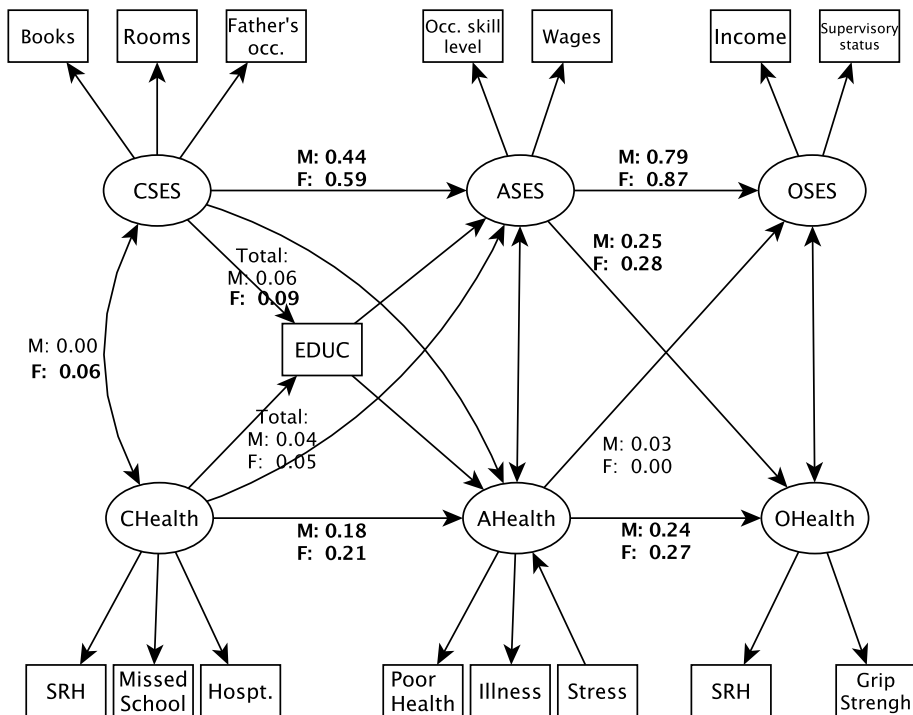 Books
Rooms
Father's
occ.
Occ. skill
level
Wages
Income
Supervisory
status
M: 0.44
F: 0.59
M: 0.79
F: 0.87
CSES
ASES
OSES
Total:
M: 0.06
F: 0.09
M: 0.25
F: 0.28
M: 0.00
F: 0.06
EDUC
Total:
M: 0.04
F: 0.05
M: 0.03
F: 0.00
CHealth
AHealth
OHealth
M: 0.18
F: 0.21
M: 0.24
F: 0.27
SRH
Missed
School
Hospt.
Poor
Health
Illness
Stress
SRH
Grip
Strengh